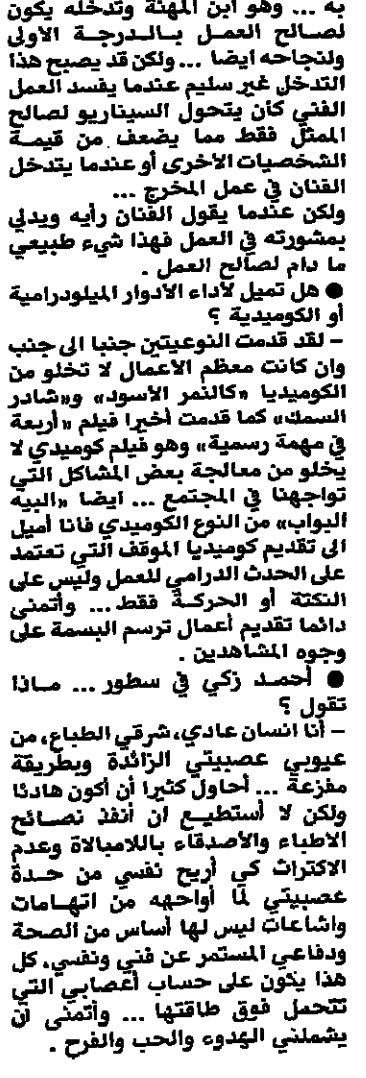 به ... وهو ابن المهنة وتدخله يكون
لصالح العمل بالدرجة الاولى
ولنجاحه ايضا ... ولكن قد يصبح هذا
التدخل غير سليم عندما يفسد العمل
الفني كأن يتحول السيناريو لصالح
الممثل فقط مما يضعف من قيمة
الشخصيات الأخرى أو عندما يتدخل
الفنان في عمل المخرج ...
ولكن عندما يقول الفنان رأيه ويدلي
بمشورته في العمل فهذا شيء طبيعي
ما دام لصالح العمل .
● هل تميل لأداء الادوار الميلودرامية
أو الكوميدية ؟
– لقد قدمت النوعيتين جنبا الى جنب
وان كانت معظم الاعمال لا تخلو من
الكوميديا «كالنمر الأسود» و«شادر
السمك» كما قدمت أخيرا فيلم «أربعة
في مهمة رسمية» وهو فيلم كوميدي لا
يخلو من معالجة بعض المشاكل التي
تواجهنا في المجتمع ... ايضا «البيه
البواب» من النوع الكوميدي فانا أميل
الى تقديم كوميديا الموقف التي تعتمد
على الحدث الدرامي للعمل وليس على
النكتة أو الحركة فقط ... وأتمنى
دائما تقديم أعمال ترسم البسمة على
وجوه المشاهدين .
● أحمد زكي في سطور ... ماذا
تقول ؟
– أنا انسان عادي، شرقي الطباع، من
عيوبي عصبيتي الزائدة وبطريقة
مفزعة ... أحاول كثيرا أن أكون هادئا
ولكن لا أستطيع ان أنفذ نصائح
الاطباء والأصدقاء باللامبالاة وعدم
الاكتراث كي أريح نفسي من حدة
عصبيتي لما أواجهه من اتهامات
واشاعات ليس لها أساس من الصحة
ودفاعي المستمر عن فني ونفسي، كل
هذا يكون على حساب أعصابي التي
تتحمل فوق طاقتها ... وأتمنى أن
يشملني الهدوء والحب والفرح .